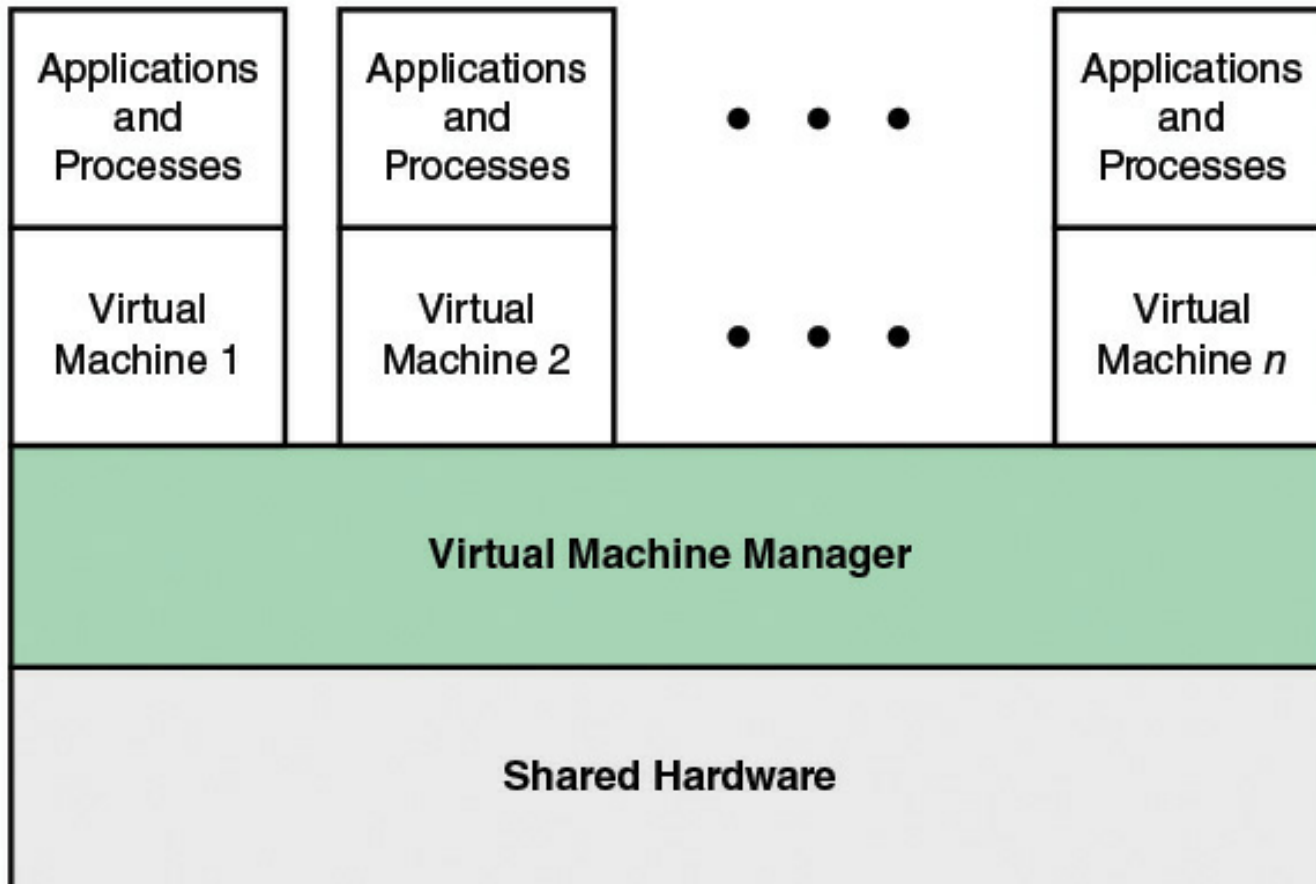 Applications
and
Processes
Applications
and
Processes
• • •
Applications
and
Processes
Virtual
Machine 1
Virtual
Machine 2
• • •
Virtual
Machine n
Virtual Machine Manager
Shared Hardware